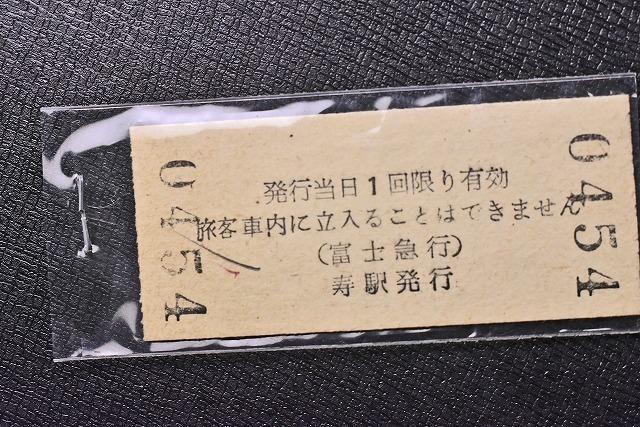 0454
発行当日1回限り有効
旅客車内に立入ることはできません
(富士急行)
寿駅発行
0454